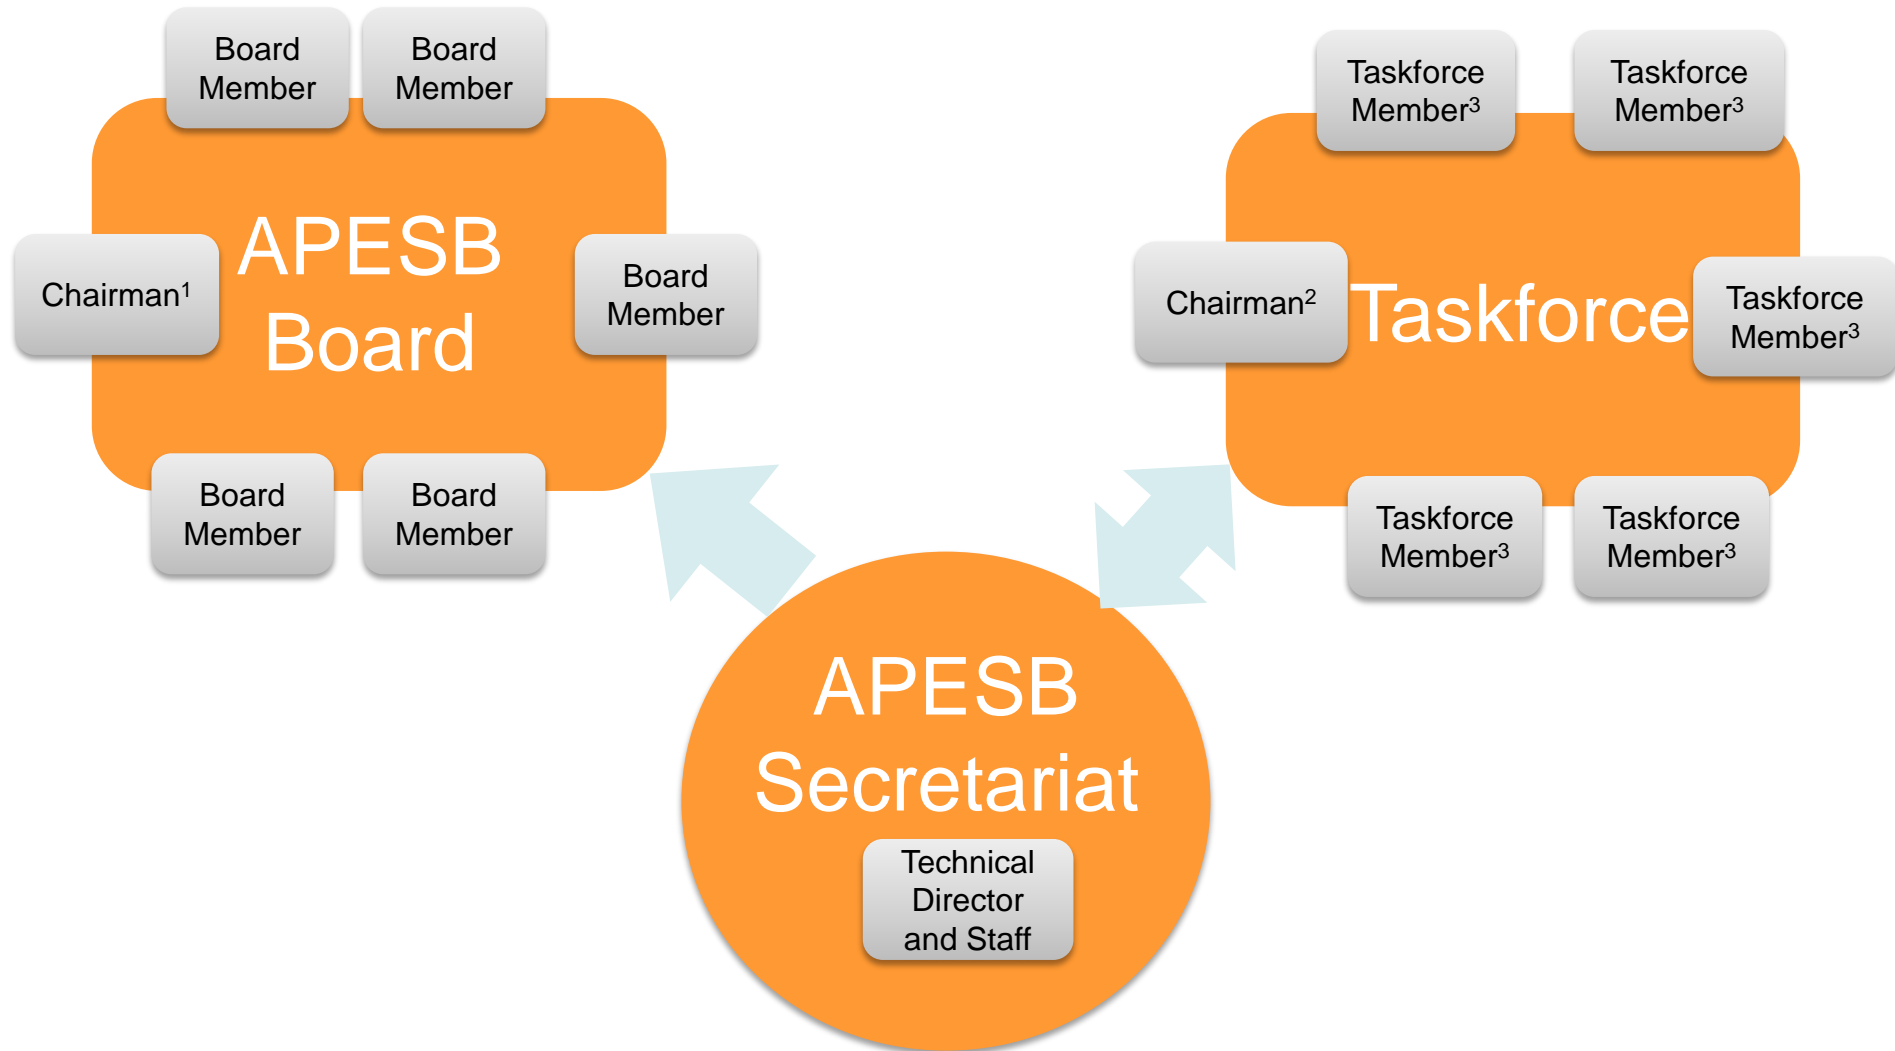 Board
Member
Board
Member
APESB
Board
Chairman¹
Board
Member
Board
Member
Board
Member
Taskforce
Member³
Taskforce
Member³
Chairman²
Taskforce
Taskforce
Member³
Taskforce
Member³
Taskforce
Member³
APESB
Secretariat
Technical
Director
and Staff